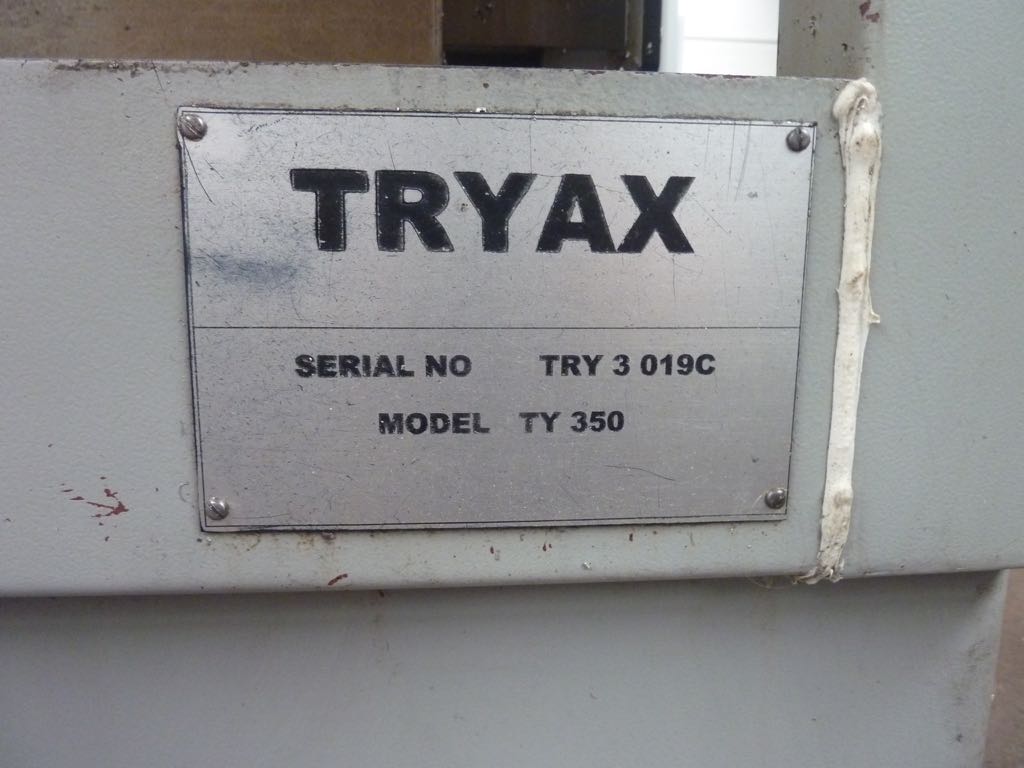 TRYAX
SERIAL NO TRY 3 019C
MODEL TY 350